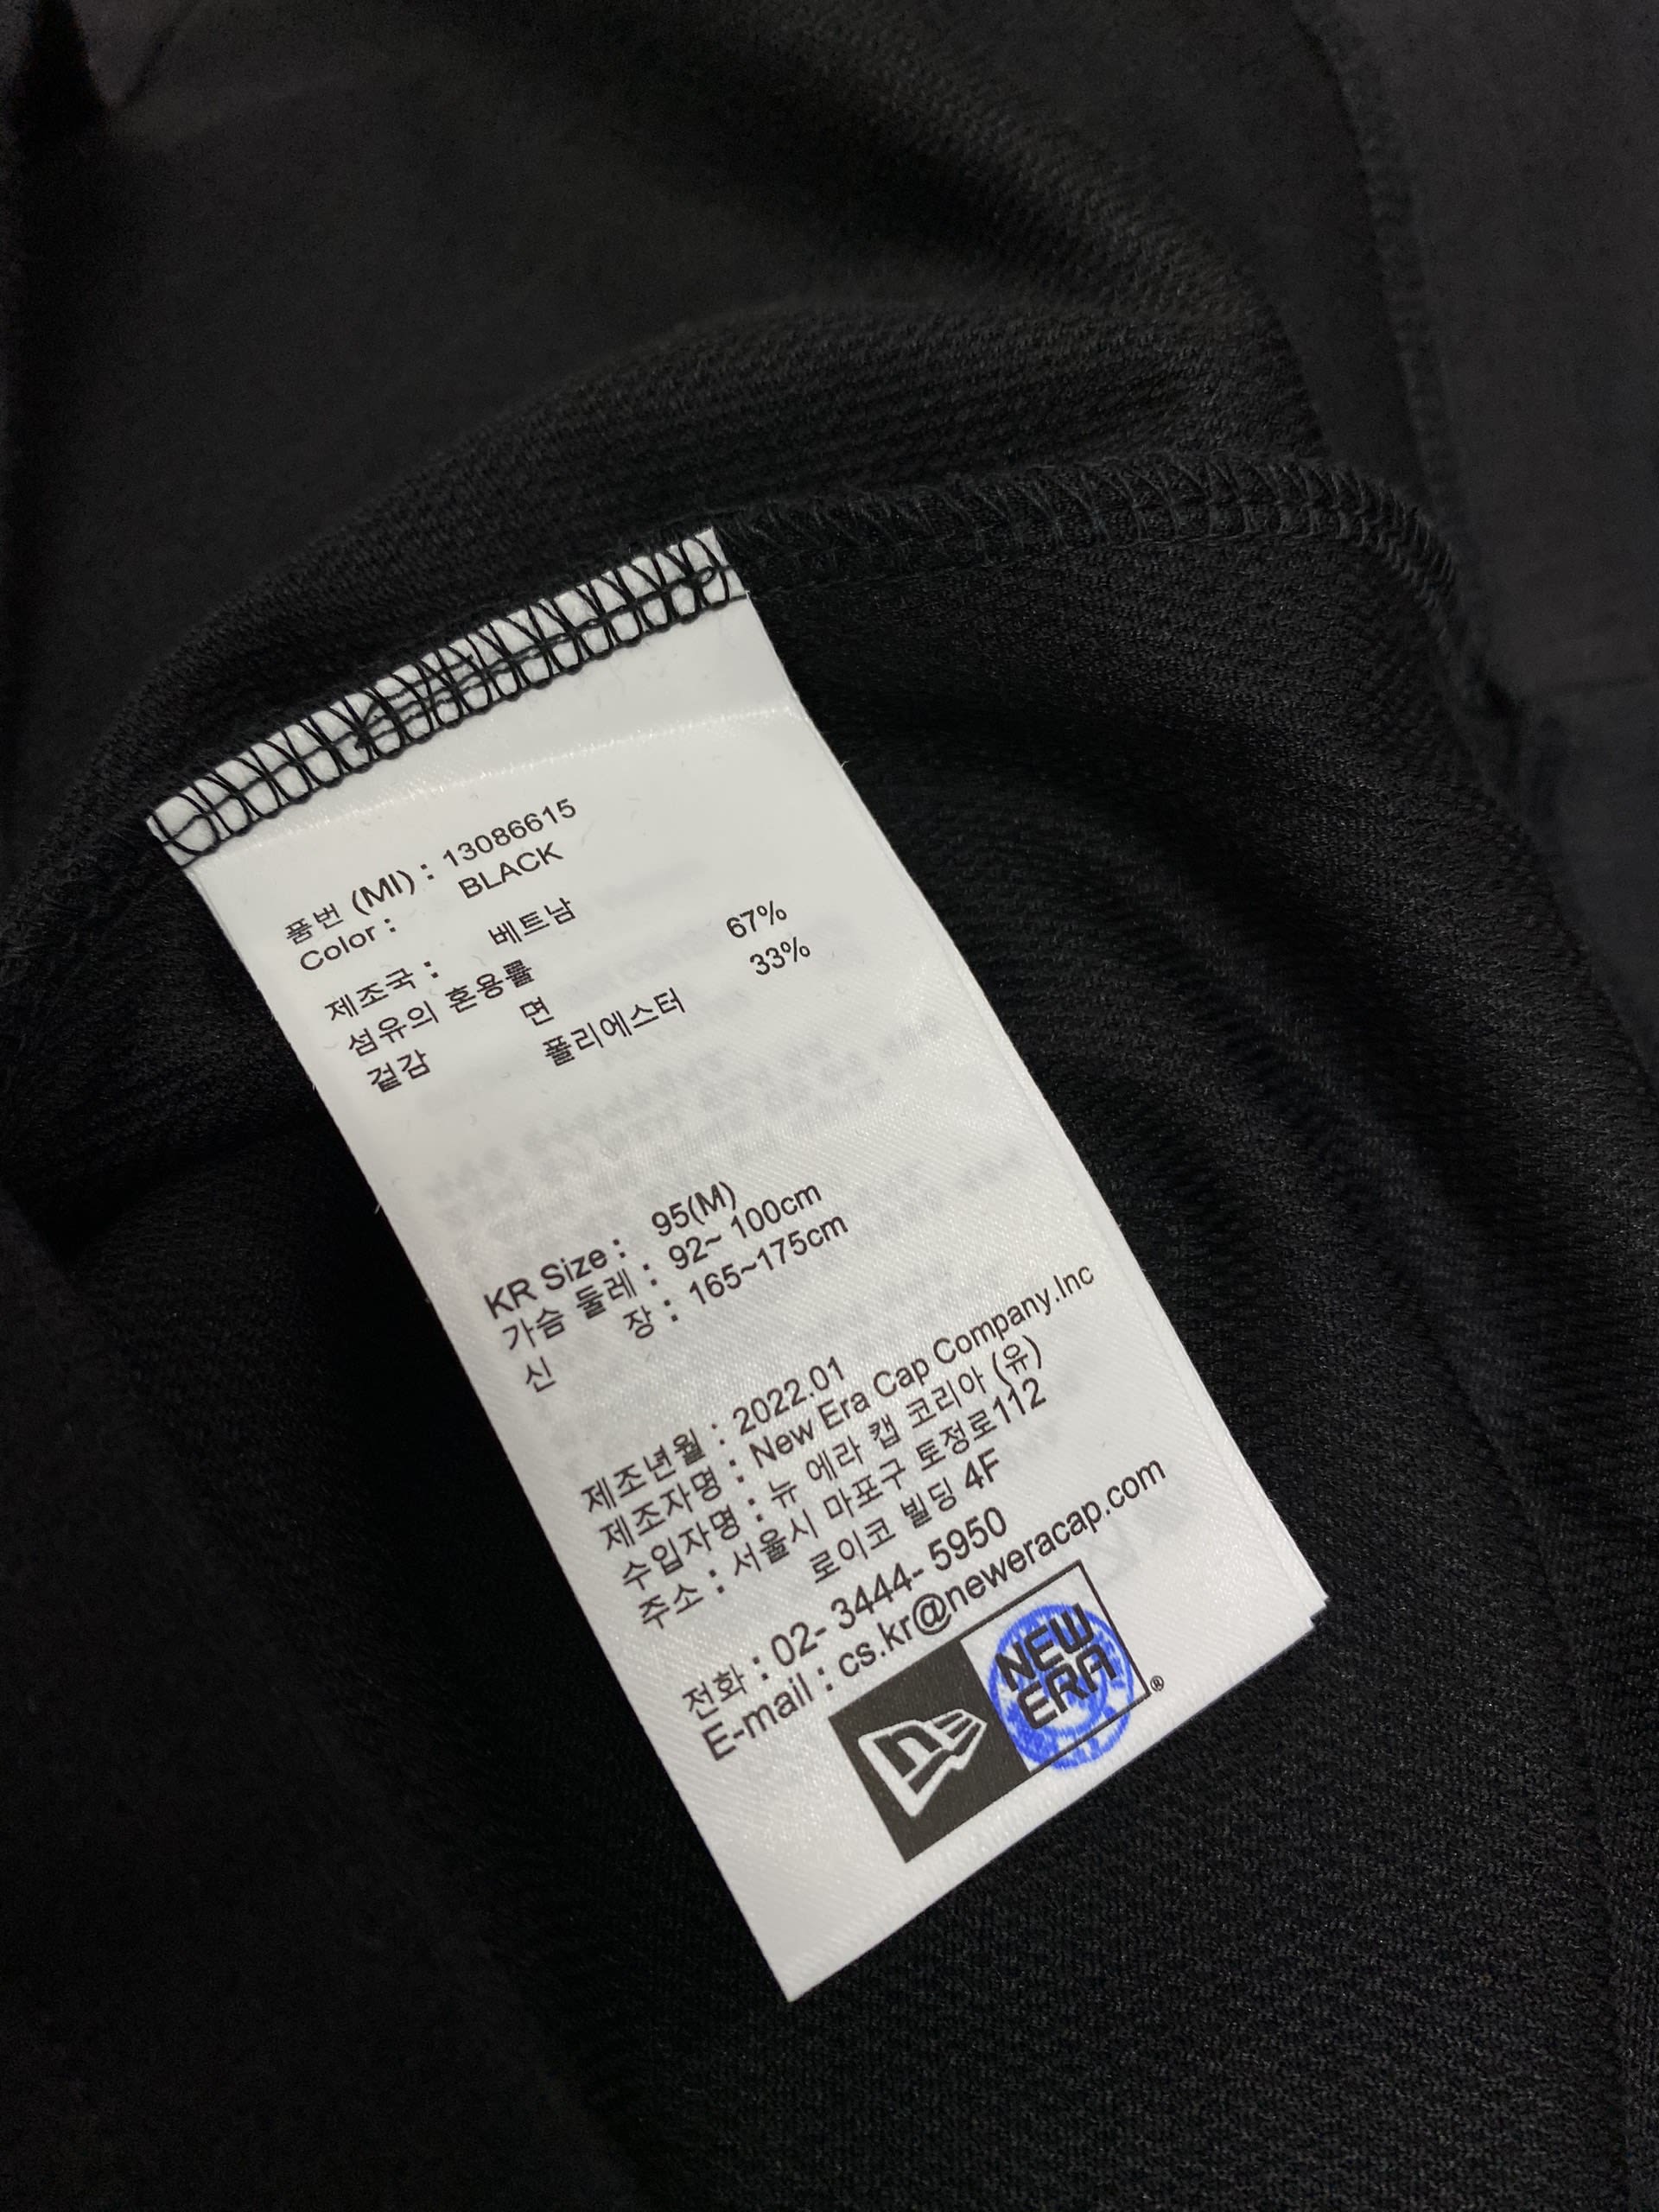 품번 (MI) : 13086615
Color : BLACK
제조국 : 베트남
섬유의 혼용률
겉감 면 67%
폴리에스터 33%
KR Size : 95(M)
가슴 둘레 : 92~ 100cm
신 장 : 165~175cm
제조년월 : 2022.01
제조자명 : New Era Cap Company.Inc
수입자명 : 뉴 에라 캡 코리아 (유)
주소 : 서울시 마포구 토정로112
로이코 빌딩 4F
전화 : 02- 3444- 5950
E-mail : cs.kr@neweracap.com
NEW
ERA
®